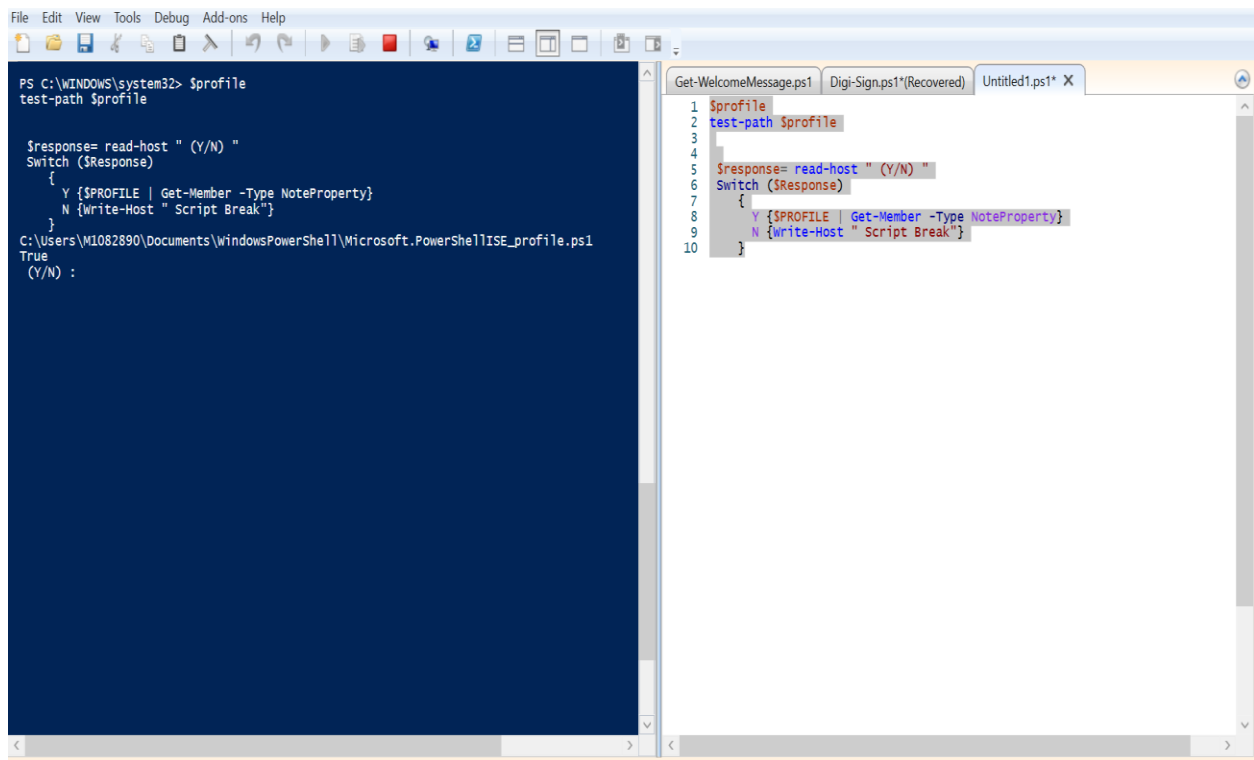 File Edit View Tools Debug Add-ons Help
PS C:\WINDOWS\system32> $profile
test-path $profile
$response= read-host " (Y/N) "
Switch ($Response)
{
Y {$PROFILE | Get-Member -Type NoteProperty}
N {Write-Host " Script Break"}
}
C:\Users\M1082890\Documents\WindowsPowerShell\Microsoft.PowerShellISE_profile.ps1
True
(Y/N) :
Get-WelcomeMessage.ps1 Digi-Sign.ps1*(Recovered) Untitled1.ps1* X
1 $profile
2 test-path $profile
3
4
5 $response= read-host " (Y/N) "
6 Switch ($Response)
7 {
8 Y {$PROFILE | Get-Member -Type NoteProperty}
9 N {Write-Host " Script Break"}
10 }